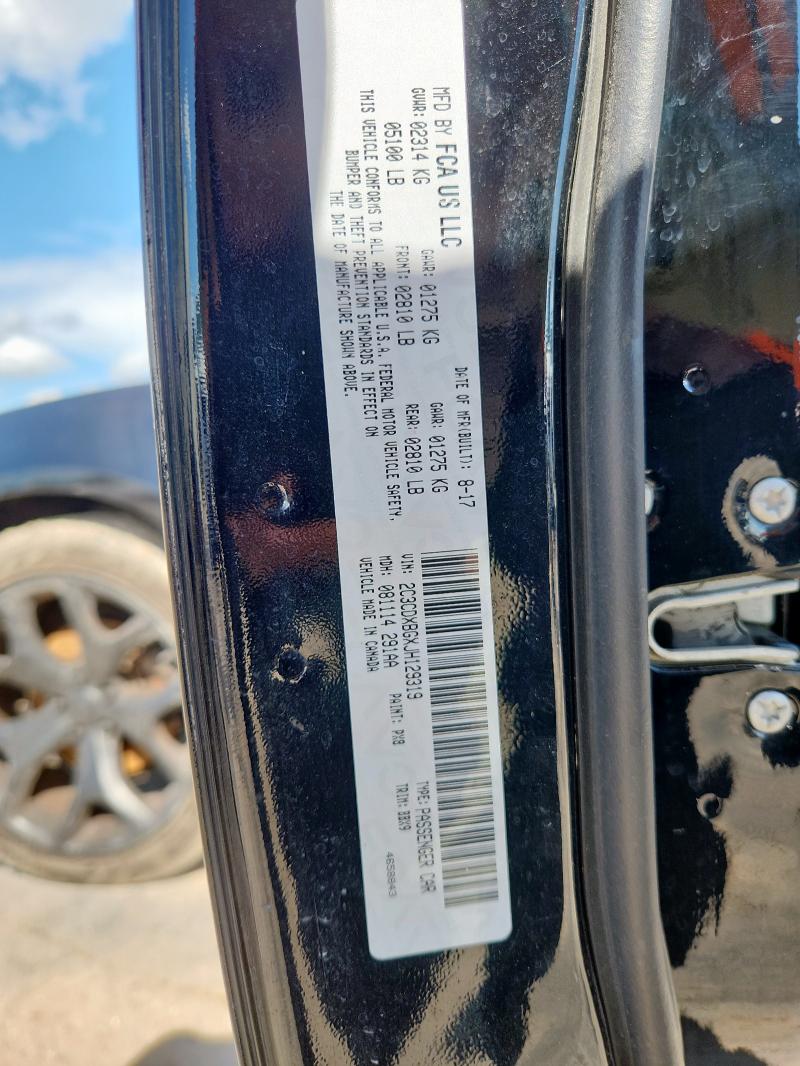 MFD BY FCA US LLC
DATE OF MFR(BUILT): 8-17
GVWR: 02314 KG GAWR: 01275 KG GAWR: 01275 KG
05100 LB FRONT: 02810 LB REAR: 02810 LB
THIS VEHICLE CONFORMS TO ALL APPLICABLE U.S.A. FEDERAL MOTOR VEHICLE SAFETY,
BUMPER AND THEFT PREVENTION STANDARDS IN EFFECT ON
THE DATE OF MANUFACTURE SHOWN ABOVE.
VIN: 2C3CDXBGXJH129319 TYPE: PASSENGER CAR
MDH: 081114 291AA PAINT: PX8 TRIM: BBX9
VEHICLE MADE IN CANADA
4658843